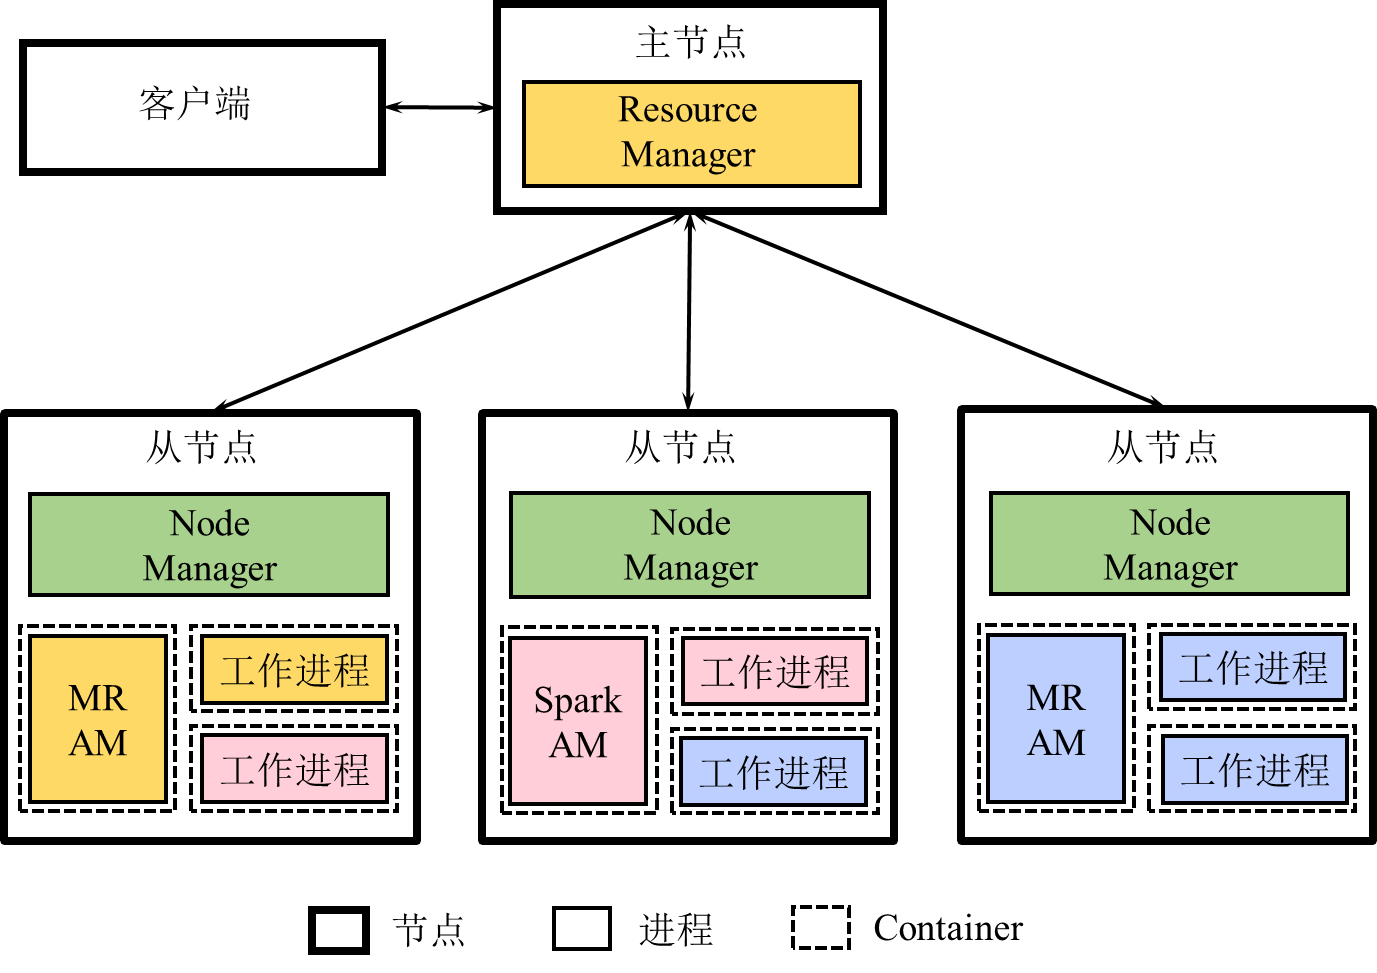 主节点
客户端
Resource
Manager
从节点
Node
Manager
MR
AM
工作进程
工作进程
从节点
Node
Manager
Spark
AM
工作进程
工作进程
从节点
Node
Manager
MR
AM
工作进程
工作进程
节点
进程
Container